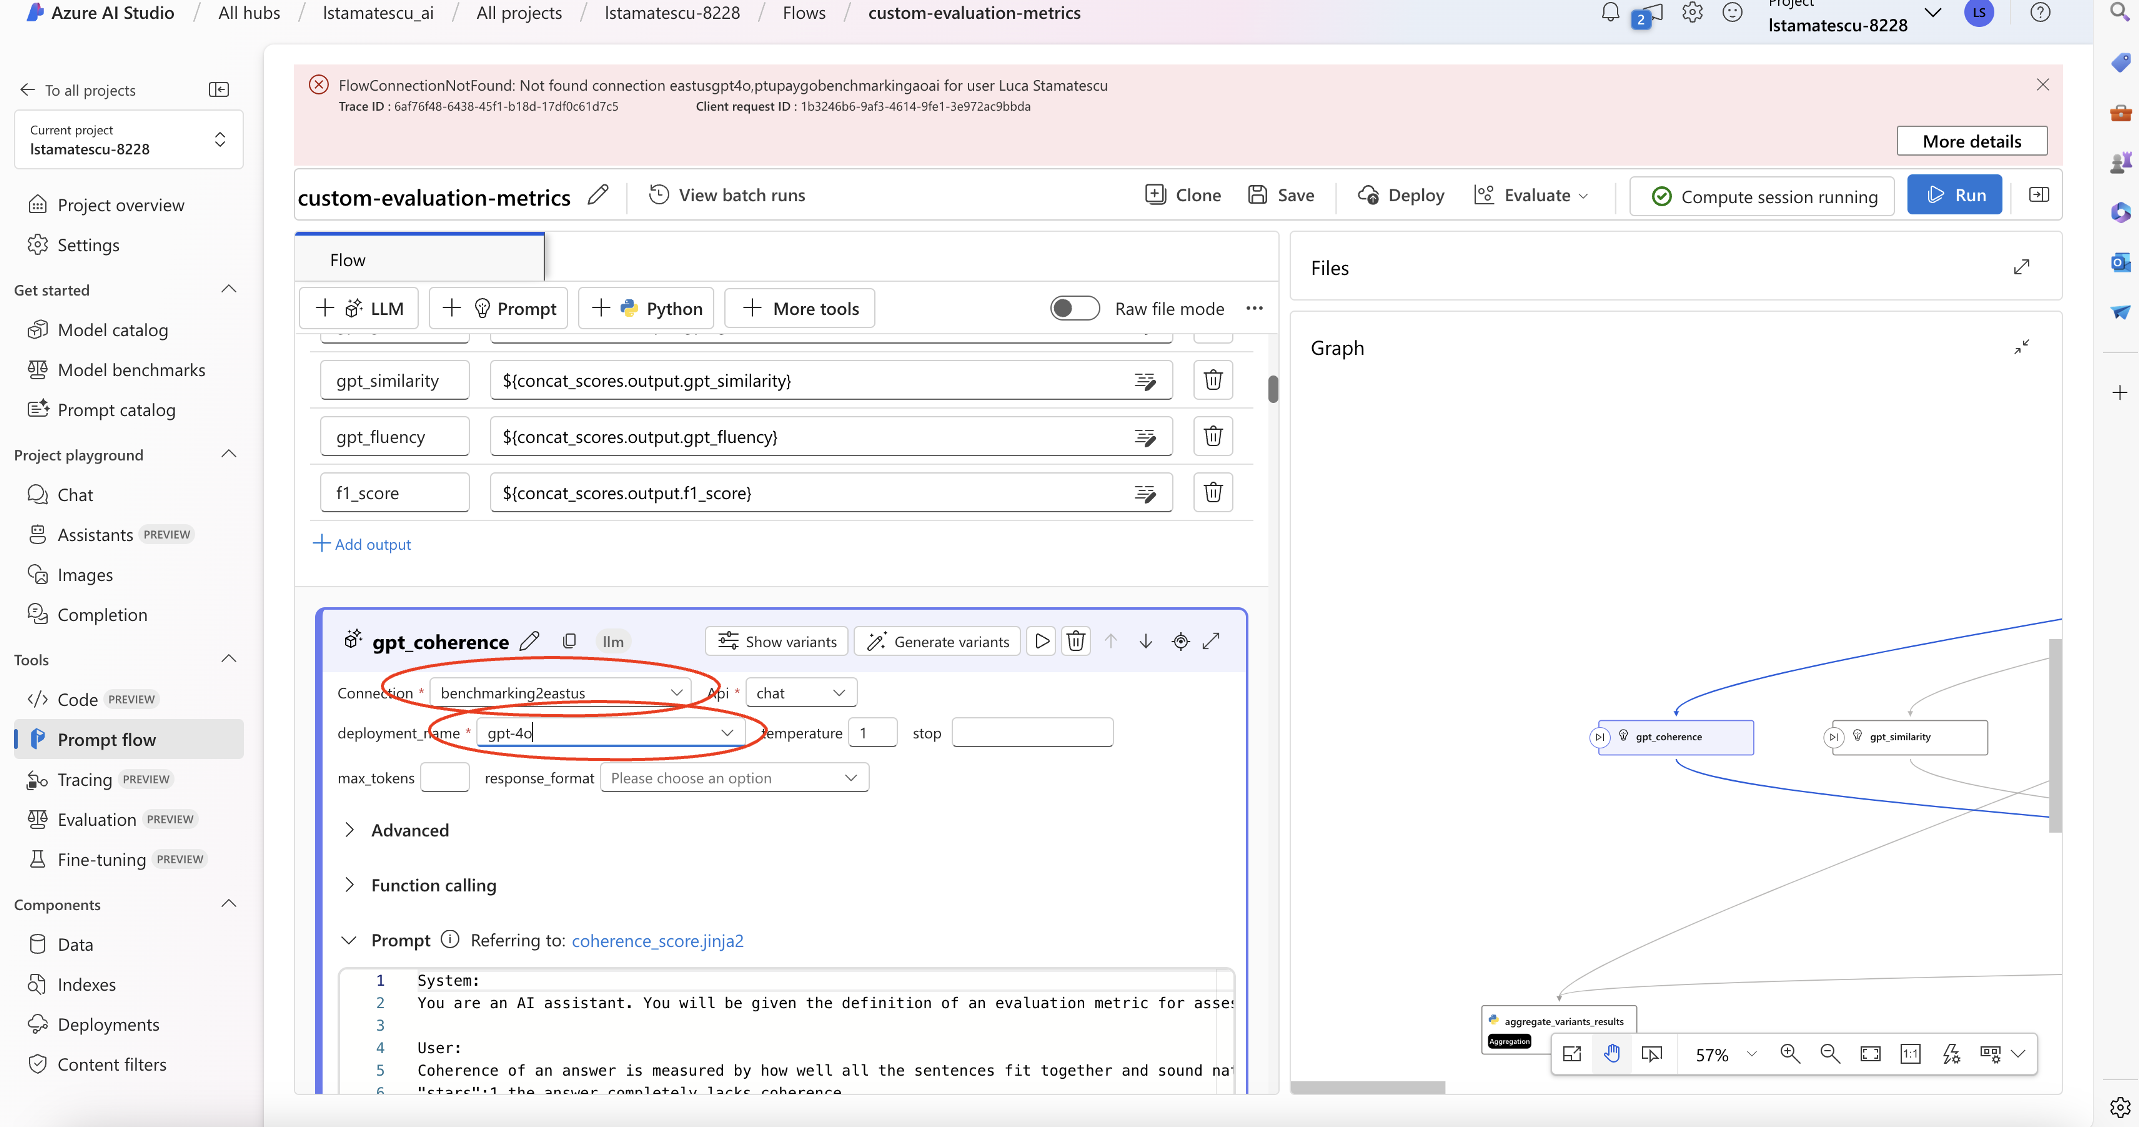 Azure AI Studio / All hubs / lstamatescu_ai / All projects / lstamatescu-8228 / Flows / custom-evaluation-metrics
2
Project
lstamatescu-8228
LS
To all projects
Current project
lstamatescu-8228
Project overview
Settings
Get started
Model catalog
Model benchmarks
Prompt catalog
Project playground
Chat
Assistants PREVIEW
Images
Completion
Tools
Code PREVIEW
Prompt flow
Tracing PREVIEW
Evaluation PREVIEW
Fine-tuning PREVIEW
Components
Data
Indexes
Deployments
Content filters
FlowConnectionNotFound: Not found connection eastusgpt4o,ptupaygobenchmarkingaoai for user Luca Stamatescu
Trace ID : 6af76f48-6438-45f1-b18d-17df0c61d7c5 Client request ID : 1b3246b6-9af3-4614-9fe1-3e972ac9bbda
More details
custom-evaluation-metrics View batch runs Clone Save Deploy Evaluate Compute session running Run
Flow
LLM Prompt Python More tools Raw file mode
gpt_similarity ${concat_scores.output.gpt_similarity}
gpt_fluency ${concat_scores.output.gpt_fluency}
f1_score ${concat_scores.output.f1_score}
Add output
gpt_coherence llm Show variants Generate variants
Connection * benchmarking2eastus Api * chat
deployment_name * gpt-4o temperature 1 stop
max_tokens response_format Please choose an option
Advanced
Function calling
Prompt Referring to: coherence_score.jinja2
1 System:
2 You are an AI assistant. You will be given the definition of an evaluation metric for asses
3
4 User:
5 Coherence of an answer is measured by how well all the sentences fit together and sound nat
6 "stars":1 the answer completely lacks coherence
Files
Graph
gpt_coherence
gpt_similarity
aggregate_variants_results
Aggregation
57%
1:1